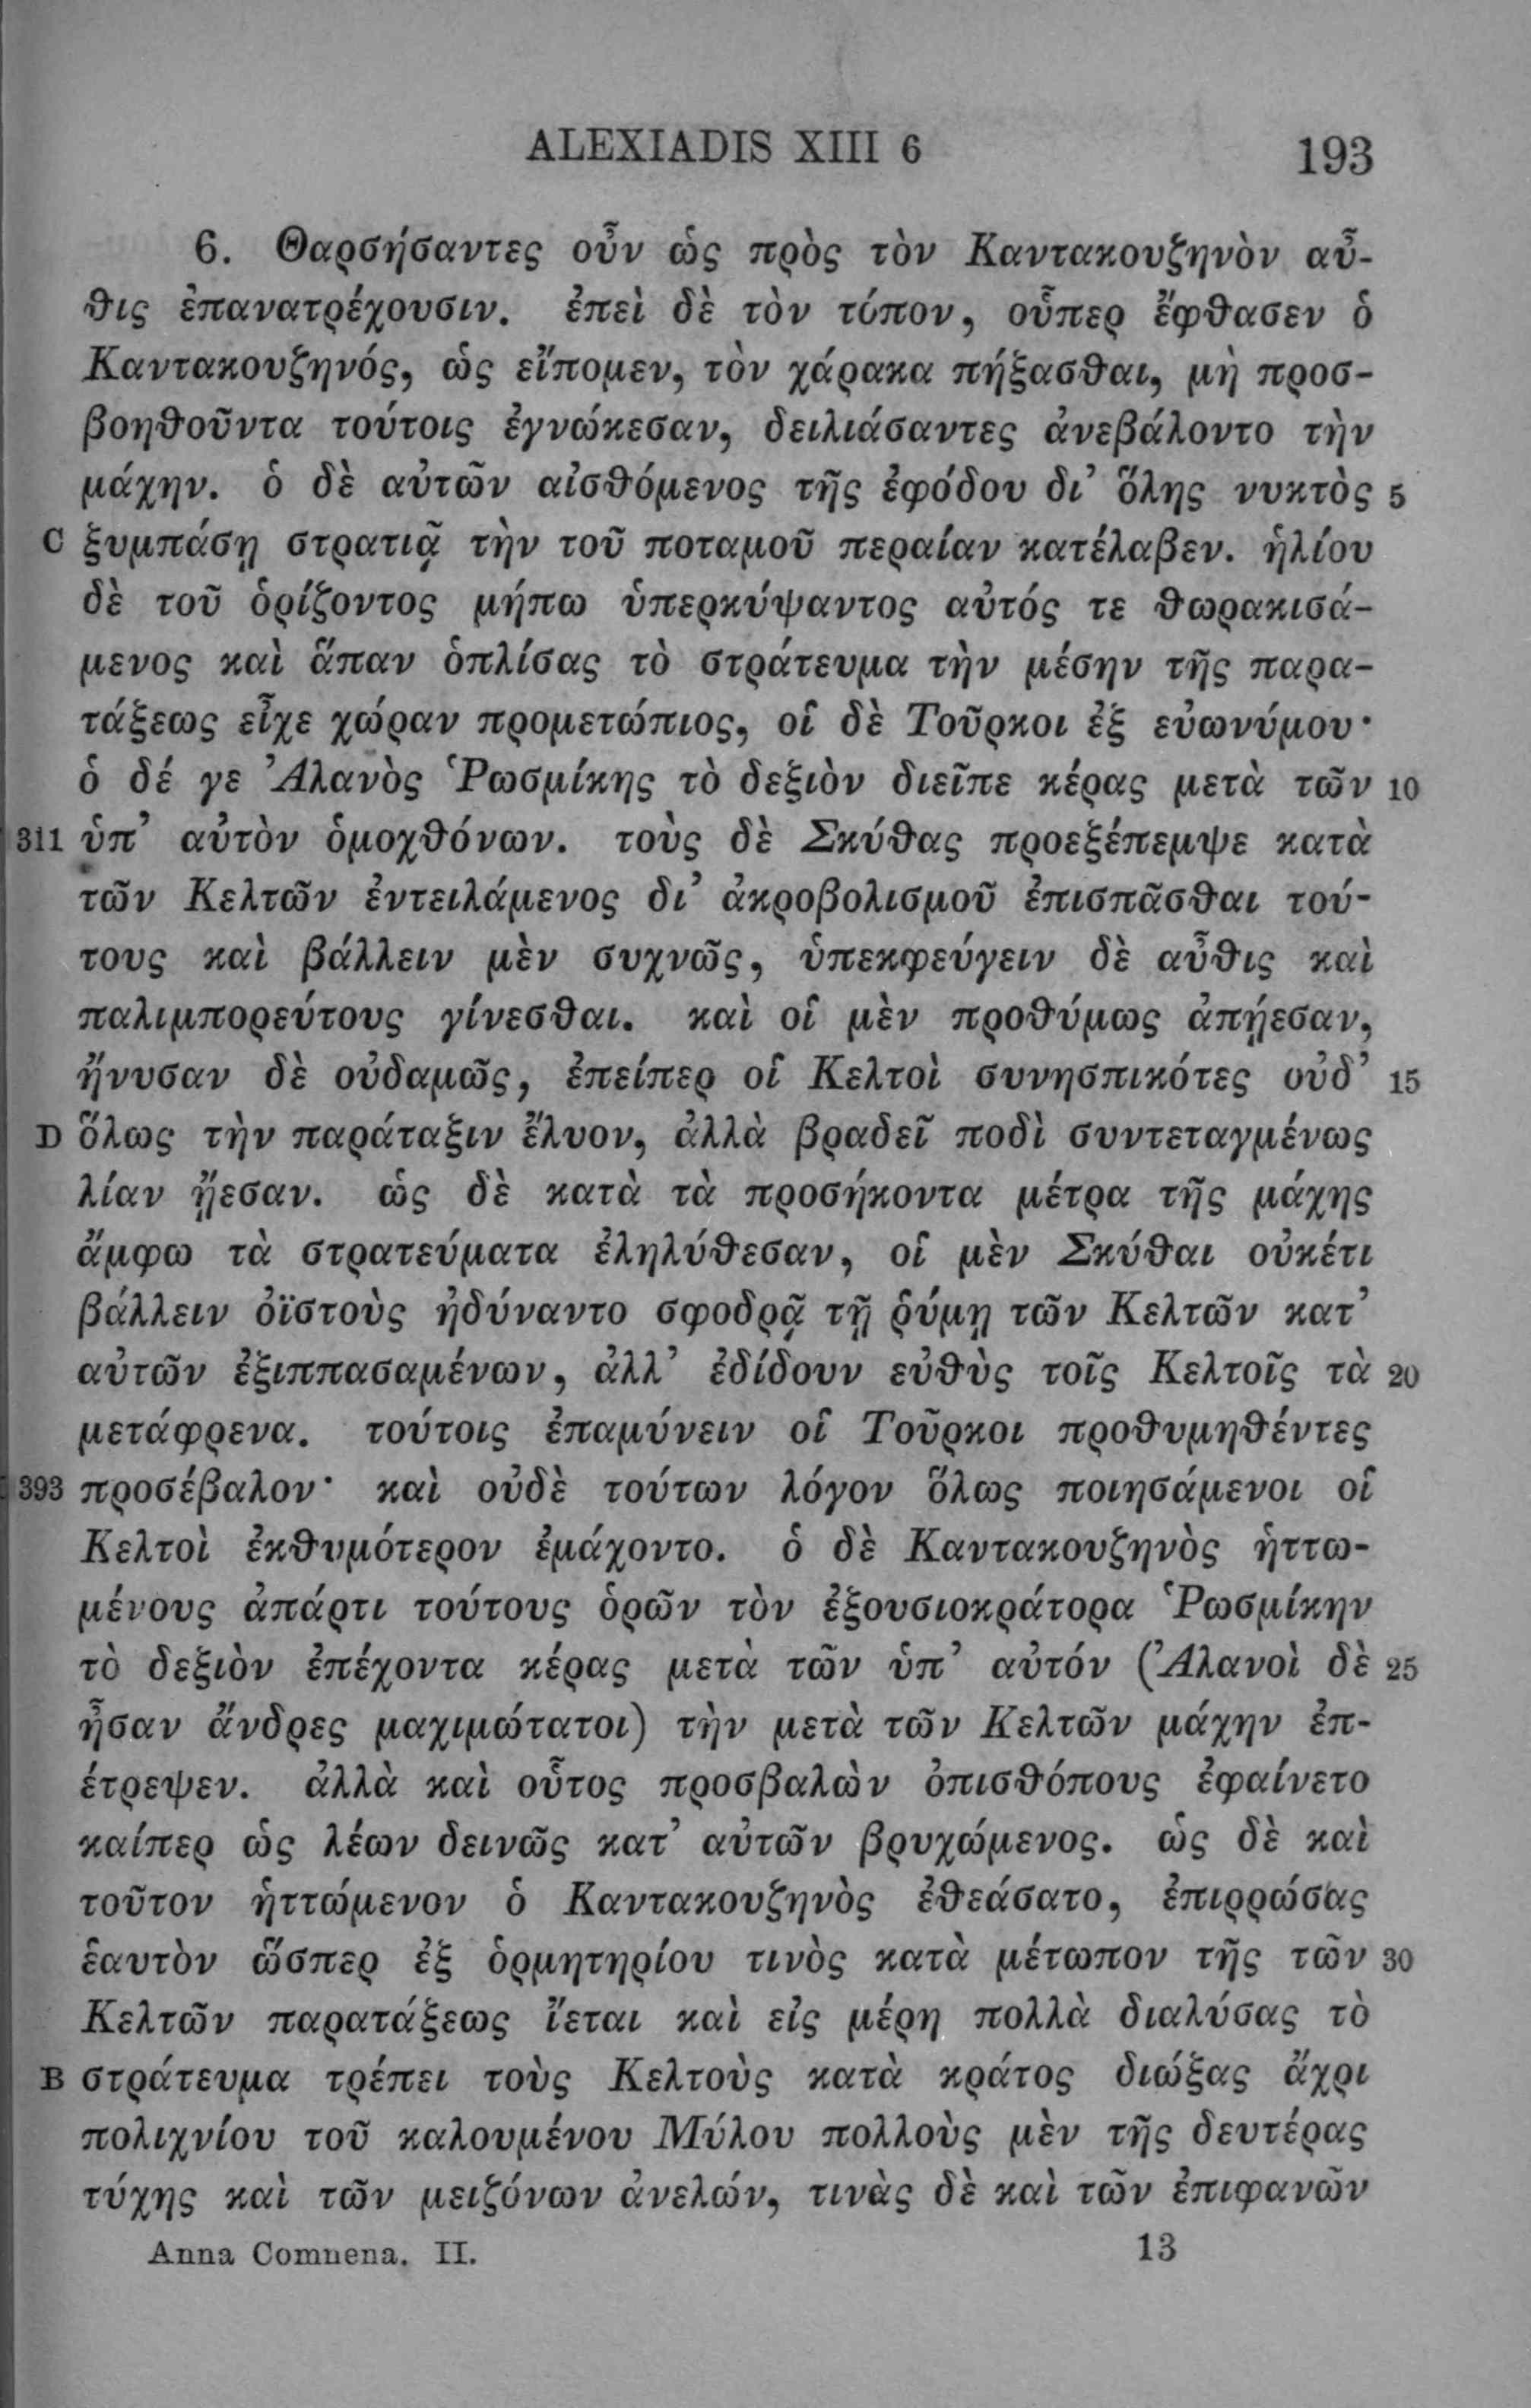 ALEXIADIS XIII 6 193
6. Θαρσήσαντες οὖν ὡς πρὸς τὸν Καντακουζηνὸν αὖ-
θις ἐπανατρέχουσιν. ἐπεὶ δὲ τὸν τόπον, οὗπερ ἔφθασεν ὁ
Καντακουζηνός, ὡς εἴπομεν, τὸν χάρακα πήξασθαι, μὴ προσ-
βοηθοῦντα τούτοις ἐγνώκεσαν, δειλιάσαντες ἀνεβάλοντο τὴν
μάχην. ὁ δὲ αὐτῶν αἰσθόμενος τῆς ἐφόδου δι’ ὅλης νυκτὸς 5
C ξυμπάσῃ στρατιᾷ τὴν τοῦ ποταμοῦ περαίαν κατέλαβεν. ἡλίου
δὲ τοῦ ὁρίζοντος μήπω ὑπερκύψαντος αὐτός τε θωρακισά-
μενος καὶ ἅπαν ὁπλίσας τὸ στράτευμα τὴν μέσην τῆς παρα-
τάξεως εἶχε χώραν προμετώπιος, οἱ δὲ Τοῦρκοι ἐξ εὐωνύμου·
ὁ δέ γε Ἀλανὸς Ῥωσμίκης τὸ δεξιὸν διεῖπε κέρας μετὰ τῶν 10
311 ὑπ’ αὐτὸν ὁμοχθόνων. τοὺς δὲ Σκύθας προεξέπεμψε κατὰ
τῶν Κελτῶν ἐντειλάμενος δι’ ἀκροβολισμοῦ ἐπισπᾶσθαι τού-
τους καὶ βάλλειν μὲν συχνῶς, ὑπεκφεύγειν δὲ αὖθις καὶ
παλιμπορεύτους γίνεσθαι. καὶ οἱ μὲν προθύμως ἀπῄεσαν,
ἤνυσαν δὲ οὐδαμῶς, ἐπείπερ οἱ Κελτοὶ συνησπικότες οὐδ’ 15
D ὅλως τὴν παράταξιν ἔλυον, ἀλλὰ βραδεῖ ποδὶ συντεταγμένως
λίαν ᾔεσαν. ὡς δὲ κατὰ τὰ προσήκοντα μέτρα τῆς μάχης
ἄμφω τὰ στρατεύματα ἐληλύθεσαν, οἱ μὲν Σκύθαι οὐκέτι
βάλλειν ὀϊστοὺς ἠδύναντο σφοδρᾷ τῇ ῥύμῃ τῶν Κελτῶν κατ’
αὐτῶν ἐξιππασαμένων, ἀλλ’ ἐδίδουν εὐθὺς τοῖς Κελτοῖς τὰ 20
μετάφρενα. τούτοις ἐπαμύνειν οἱ Τοῦρκοι προθυμηθέντες
393 προσέβαλον· καὶ οὐδὲ τούτων λόγον ὅλως ποιησάμενοι οἱ
Κελτοὶ ἐκθυμότερον ἐμάχοντο. ὁ δὲ Καντακουζηνὸς ἡττω-
μένους ἀπάρτι τούτους ὁρῶν τὸν ἐξουσιοκράτορα Ῥωσμίκην
τὸ δεξιὸν ἐπέχοντα κέρας μετὰ τῶν ὑπ’ αὐτόν (Ἀλανοὶ δὲ 25
ἦσαν ἄνδρες μαχιμώτατοι) τὴν μετὰ τῶν Κελτῶν μάχην ἐπ-
έτρεψεν. ἀλλὰ καὶ οὗτος προσβαλὼν ὀπισθόπους ἐφαίνετο
καίπερ ὡς λέων δεινῶς κατ’ αὐτῶν βρυχώμενος. ὡς δὲ καὶ
τοῦτον ἡττώμενον ὁ Καντακουζηνὸς ἐθεάσατο, ἐπιρρώσας
ἑαυτὸν ὥσπερ ἐξ ὁρμητηρίου τινὸς κατὰ μέτωπον τῆς τῶν 30
Κελτῶν παρατάξεως ἵεται καὶ εἰς μέρη πολλὰ διαλύσας τὸ
B στράτευμα τρέπει τοὺς Κελτοὺς κατὰ κράτος διώξας ἄχρι
πολιχνίου τοῦ καλουμένου Μύλου πολλοὺς μὲν τῆς δευτέρας
τύχης καὶ τῶν μειζόνων ἀνελών, τινὰς δὲ καὶ τῶν ἐπιφανῶν
Anna Comnena. II. 13